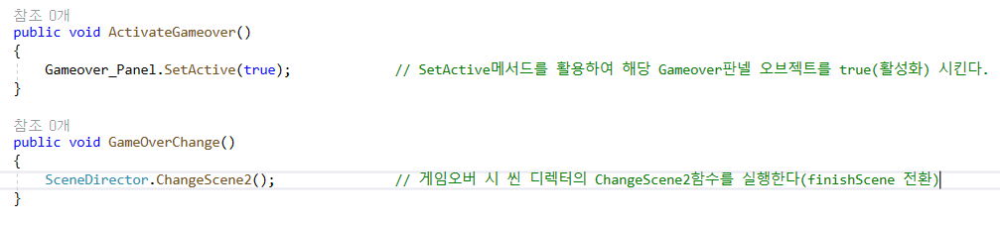 참조 0개
public void ActivateGameover()
{
Gameover_Panel.SetActive(true); // SetActive메서드를 활용하여 해당 Gameover판넬 오브젝트를 true(활성화) 시킨다.
}
참조 0개
public void GameOverChange()
{
SceneDirector.ChangeScene2(); // 게임오버 시 씬 디렉터의 ChangeScene2함수를 실행한다(finishScene 전환)
}